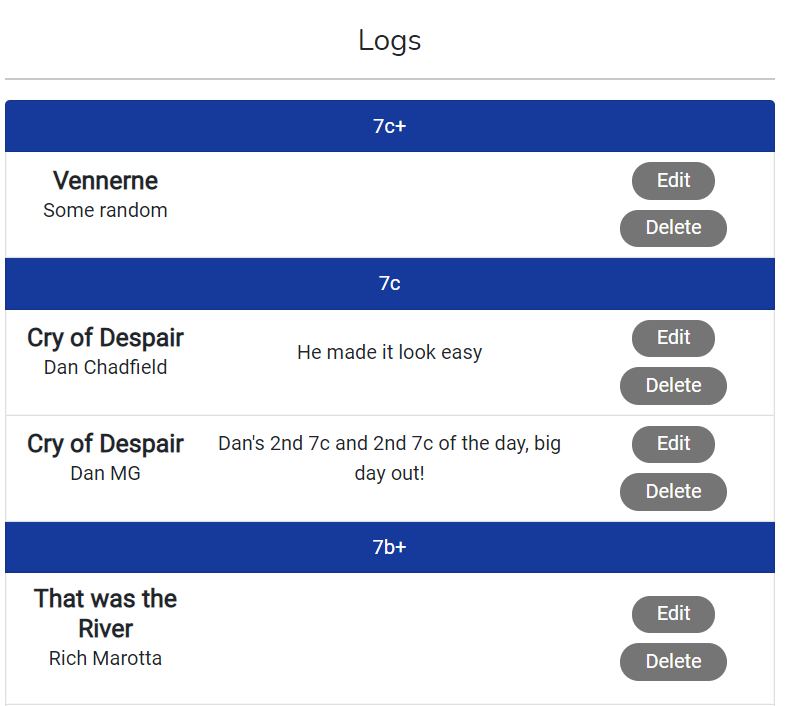 Logs
7c+
Vennerne
Some random
Edit
Delete
7c
Cry of Despair
Dan Chadfield
He made it look easy
Edit
Delete
Cry of Despair
Dan MG
Dan's 2nd 7c and 2nd 7c of the day, big
day out!
Edit
Delete
7b+
That was the
River
Rich Marotta
Edit
Delete